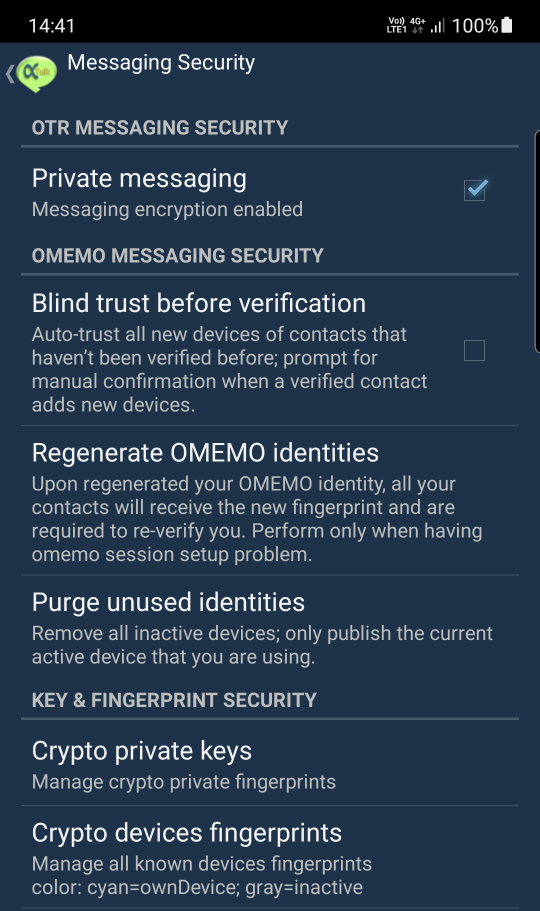 14:41
Vo)) 4G+
LTE1
100%
Messaging Security
OTR MESSAGING SECURITY
Private messaging
Messaging encryption enabled
OMEMO MESSAGING SECURITY
Blind trust before verification
Auto-trust all new devices of contacts that
haven't been verified before; prompt for
manual confirmation when a verified contact
adds new devices.
Regenerate OMEMO identities
Upon regenerated your OMEMO identity, all your
contacts will receive the new fingerprint and are
required to re-verify you. Perform only when having
omemo session setup problem.
Purge unused identities
Remove all inactive devices; only publish the current
active device that you are using.
KEY & FINGERPRINT SECURITY
Crypto private keys
Manage crypto private fingerprints
Crypto devices fingerprints
Manage all known devices fingerprints
color: cyan=ownDevice; gray=inactive